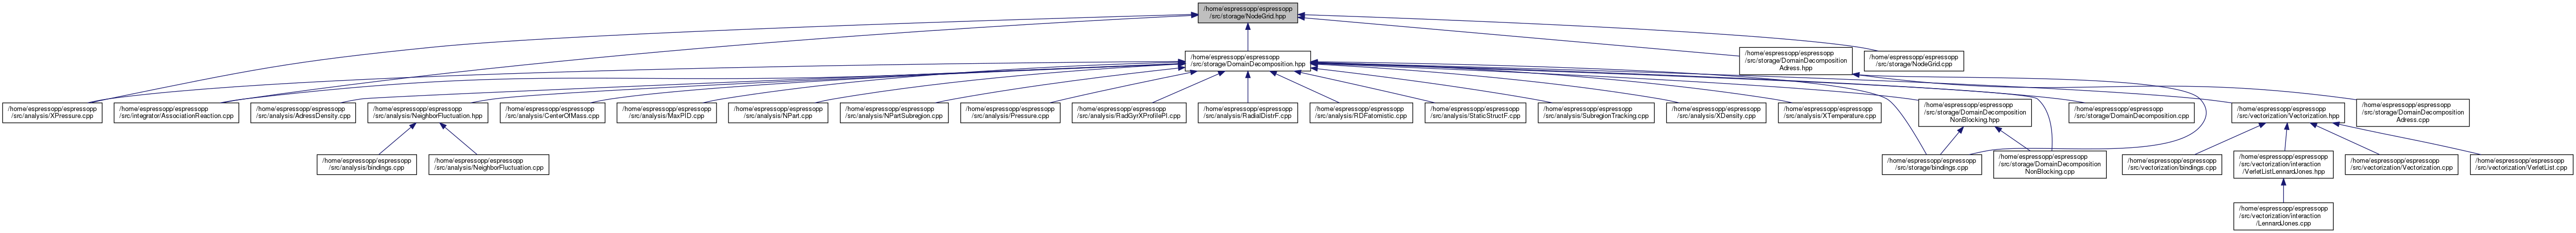 /home/espressopp/espressopp
/src/storage/NodeGrid.hpp
/home/espressopp/espressopp
/src/storage/DomainDecomposition.hpp
/home/espressopp/espressopp
/src/storage/DomainDecomposition
Adress.hpp
/home/espressopp/espressopp
/src/storage/NodeGrid.cpp
/home/espressopp/espressopp
/src/analysis/XPressure.cpp
/home/espressopp/espressopp
/src/integrator/AssociationReaction.cpp
/home/espressopp/espressopp
/src/analysis/AdressDensity.cpp
/home/espressopp/espressopp
/src/analysis/NeighborFluctuation.hpp
/home/espressopp/espressopp
/src/analysis/CenterOfMass.cpp
/home/espressopp/espressopp
/src/analysis/MaxPID.cpp
/home/espressopp/espressopp
/src/analysis/NPart.cpp
/home/espressopp/espressopp
/src/analysis/NPartSubregion.cpp
/home/espressopp/espressopp
/src/analysis/Pressure.cpp
/home/espressopp/espressopp
/src/analysis/RadGyrXProfilePI.cpp
/home/espressopp/espressopp
/src/analysis/RadialDistrF.cpp
/home/espressopp/espressopp
/src/analysis/RDFatomistic.cpp
/home/espressopp/espressopp
/src/analysis/StaticStructF.cpp
/home/espressopp/espressopp
/src/analysis/SubregionTracking.cpp
/home/espressopp/espressopp
/src/analysis/XDensity.cpp
/home/espressopp/espressopp
/src/analysis/XTemperature.cpp
/home/espressopp/espressopp
/src/storage/DomainDecomposition
NonBlocking.hpp
/home/espressopp/espressopp
/src/storage/DomainDecomposition.cpp
/home/espressopp/espressopp
/src/vectorization/Vectorization.hpp
/home/espressopp/espressopp
/src/storage/DomainDecomposition
Adress.cpp
/home/espressopp/espressopp
/src/analysis/bindings.cpp
/home/espressopp/espressopp
/src/analysis/NeighborFluctuation.cpp
/home/espressopp/espressopp
/src/storage/bindings.cpp
/home/espressopp/espressopp
/src/storage/DomainDecomposition
NonBlocking.cpp
/home/espressopp/espressopp
/src/vectorization/bindings.cpp
/home/espressopp/espressopp
/src/vectorization/interaction
/VerletListLennardJones.hpp
/home/espressopp/espressopp
/src/vectorization/Vectorization.cpp
/home/espressopp/espressopp
/src/vectorization/VerletList.cpp
/home/espressopp/espressopp
/src/vectorization/interaction
/LennardJones.cpp